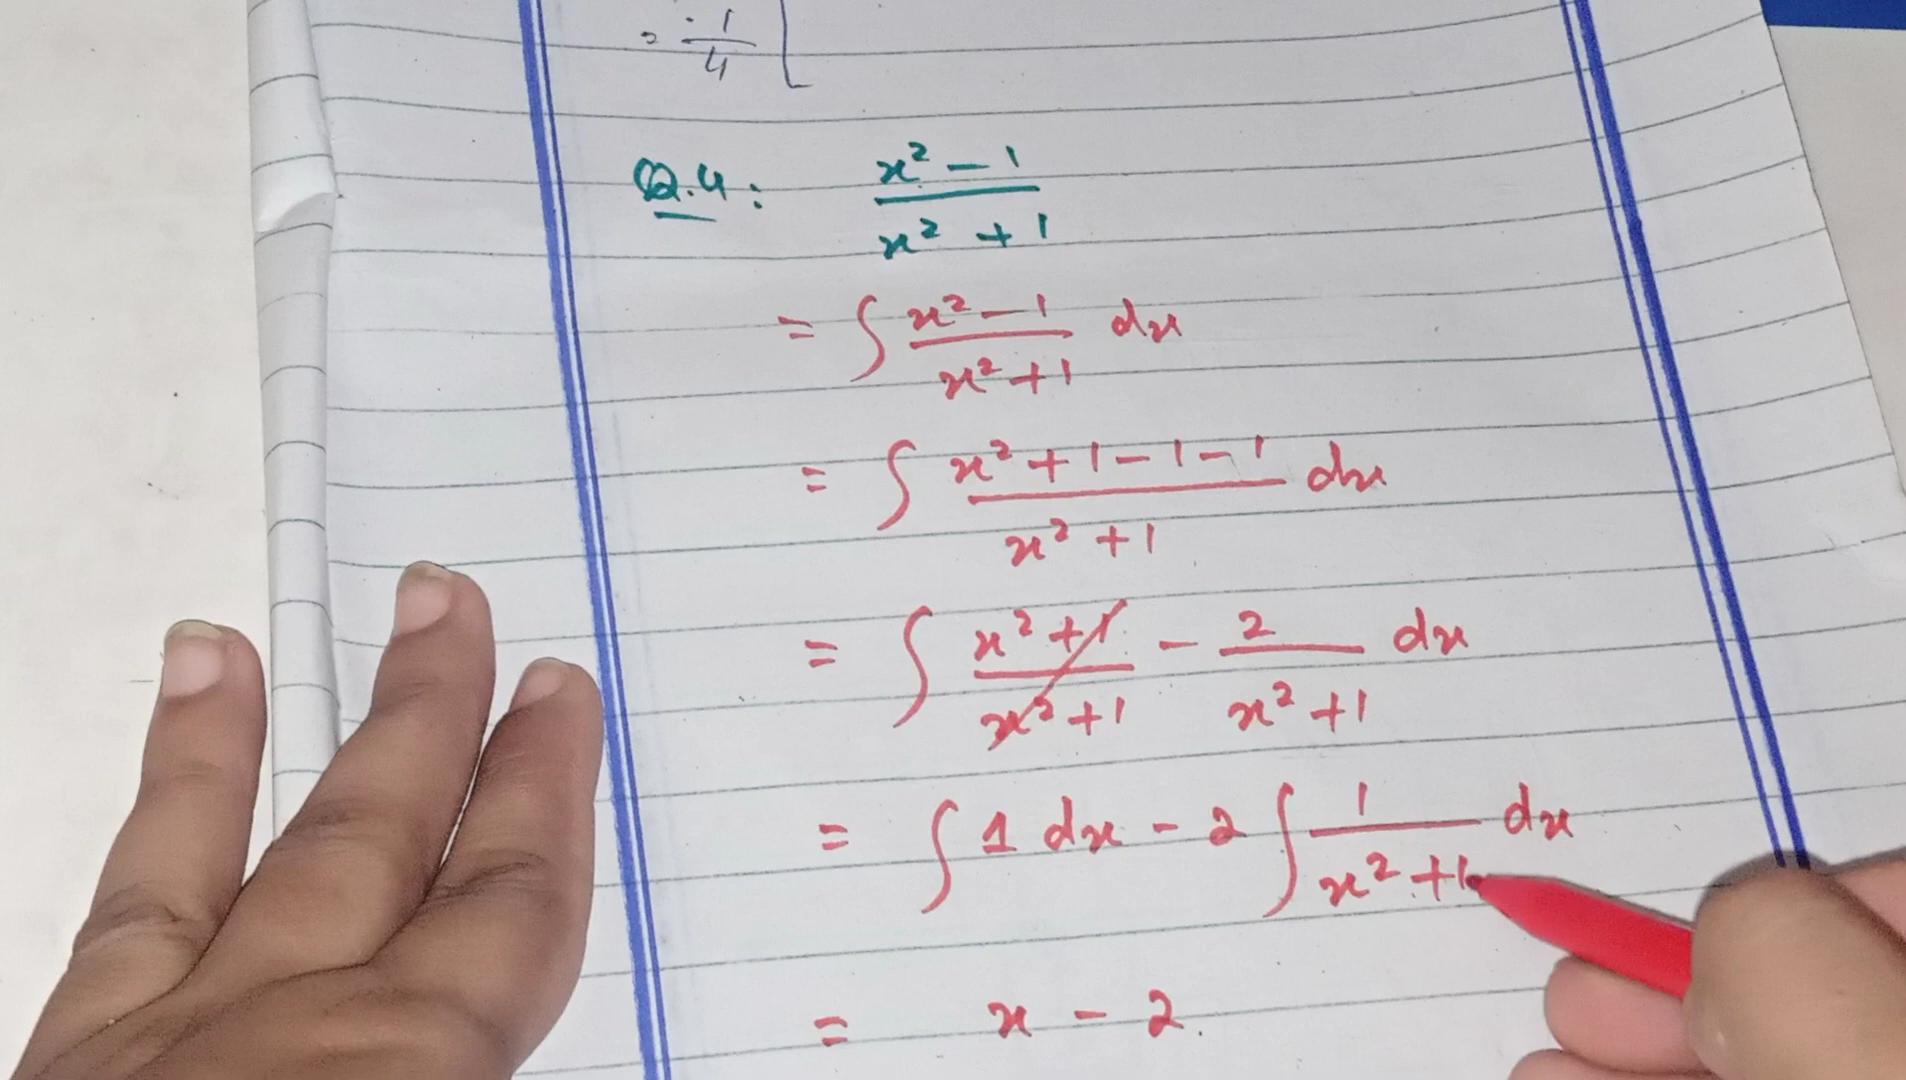 = -1/4
Q.4: x² - 1 / x² + 1
= ∫ x² - 1 / x² + 1 dx
= ∫ x² + 1 - 1 - 1 / x² + 1 dx
= ∫ x² + 1 / x² + 1 - 2 / x² + 1 dx
= ∫ 1 dx - 2 ∫ 1 / x² + 1 dx
= x - 2